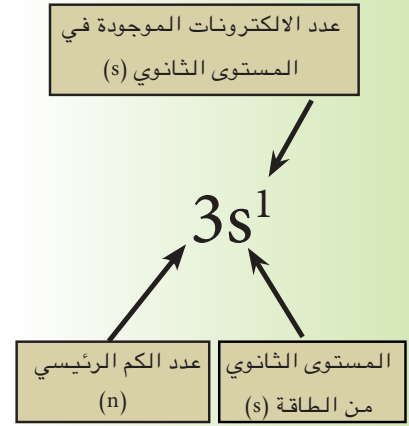 عدد الالكترونات الموجودة في
المستوى الثانوي (s)
3s¹
المستوى الثانوي
من الطاقة (s)
عدد الكم الرئيسي
(n)